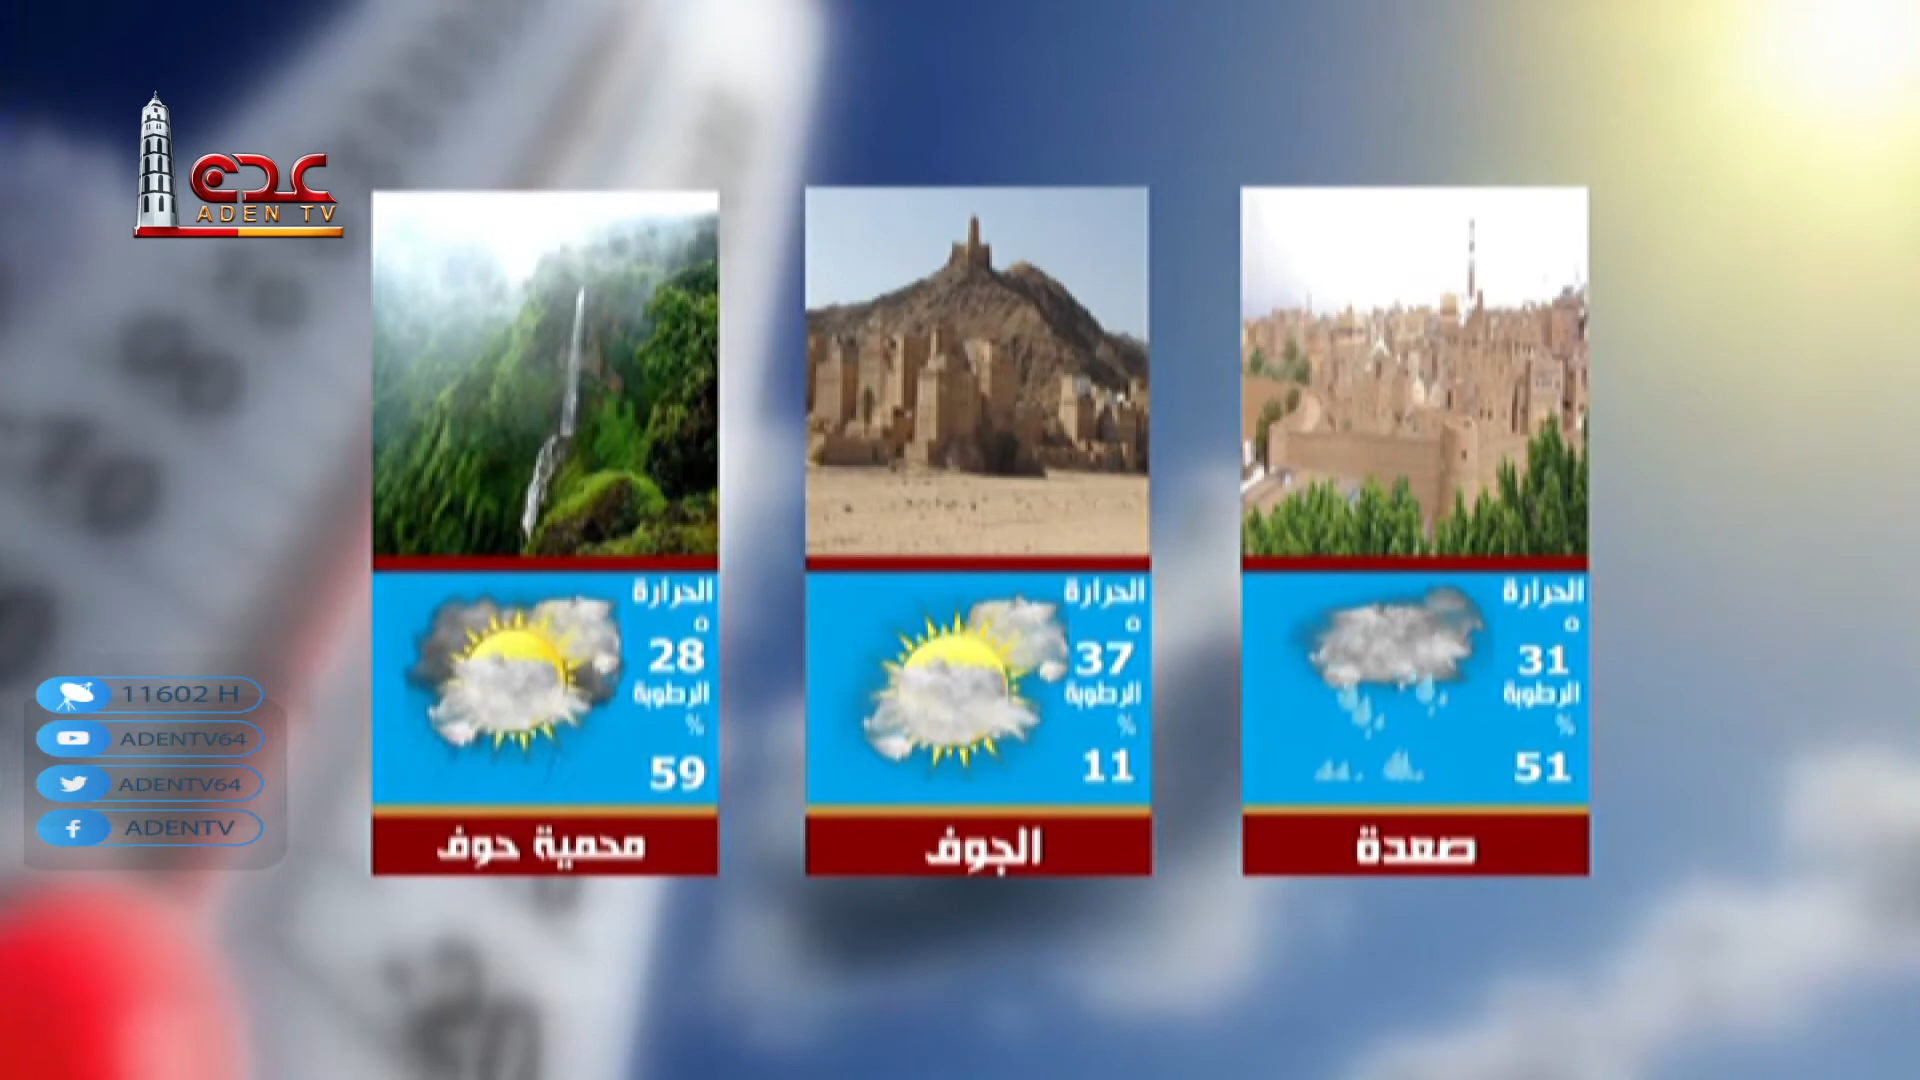 عدن
ADEN TV
الحرارة
o
31
الرطوبة
%
51
صعدة
الحرارة
o
37
الرطوبة
%
11
الجوف
الحرارة
o
28
الرطوبة
%
59
محمية حوف
11602 H
ADENTV64
ADENTV64
ADENTV